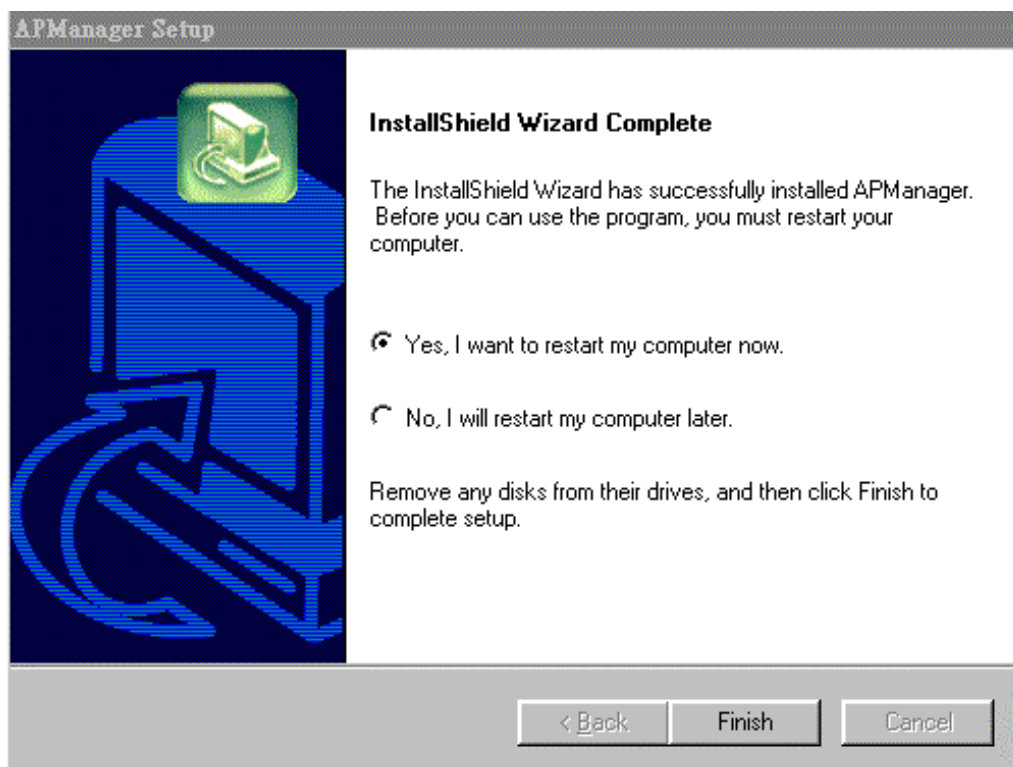 APManager Setup
InstallShield Wizard Complete
The InstallShield Wizard has successfully installed APManager.
Before you can use the program, you must restart your
computer.
Yes, I want to restart my computer now.
No, I will restart my computer later.
Remove any disks from their drives, and then click Finish to
complete setup.
< Back Finish Cancel